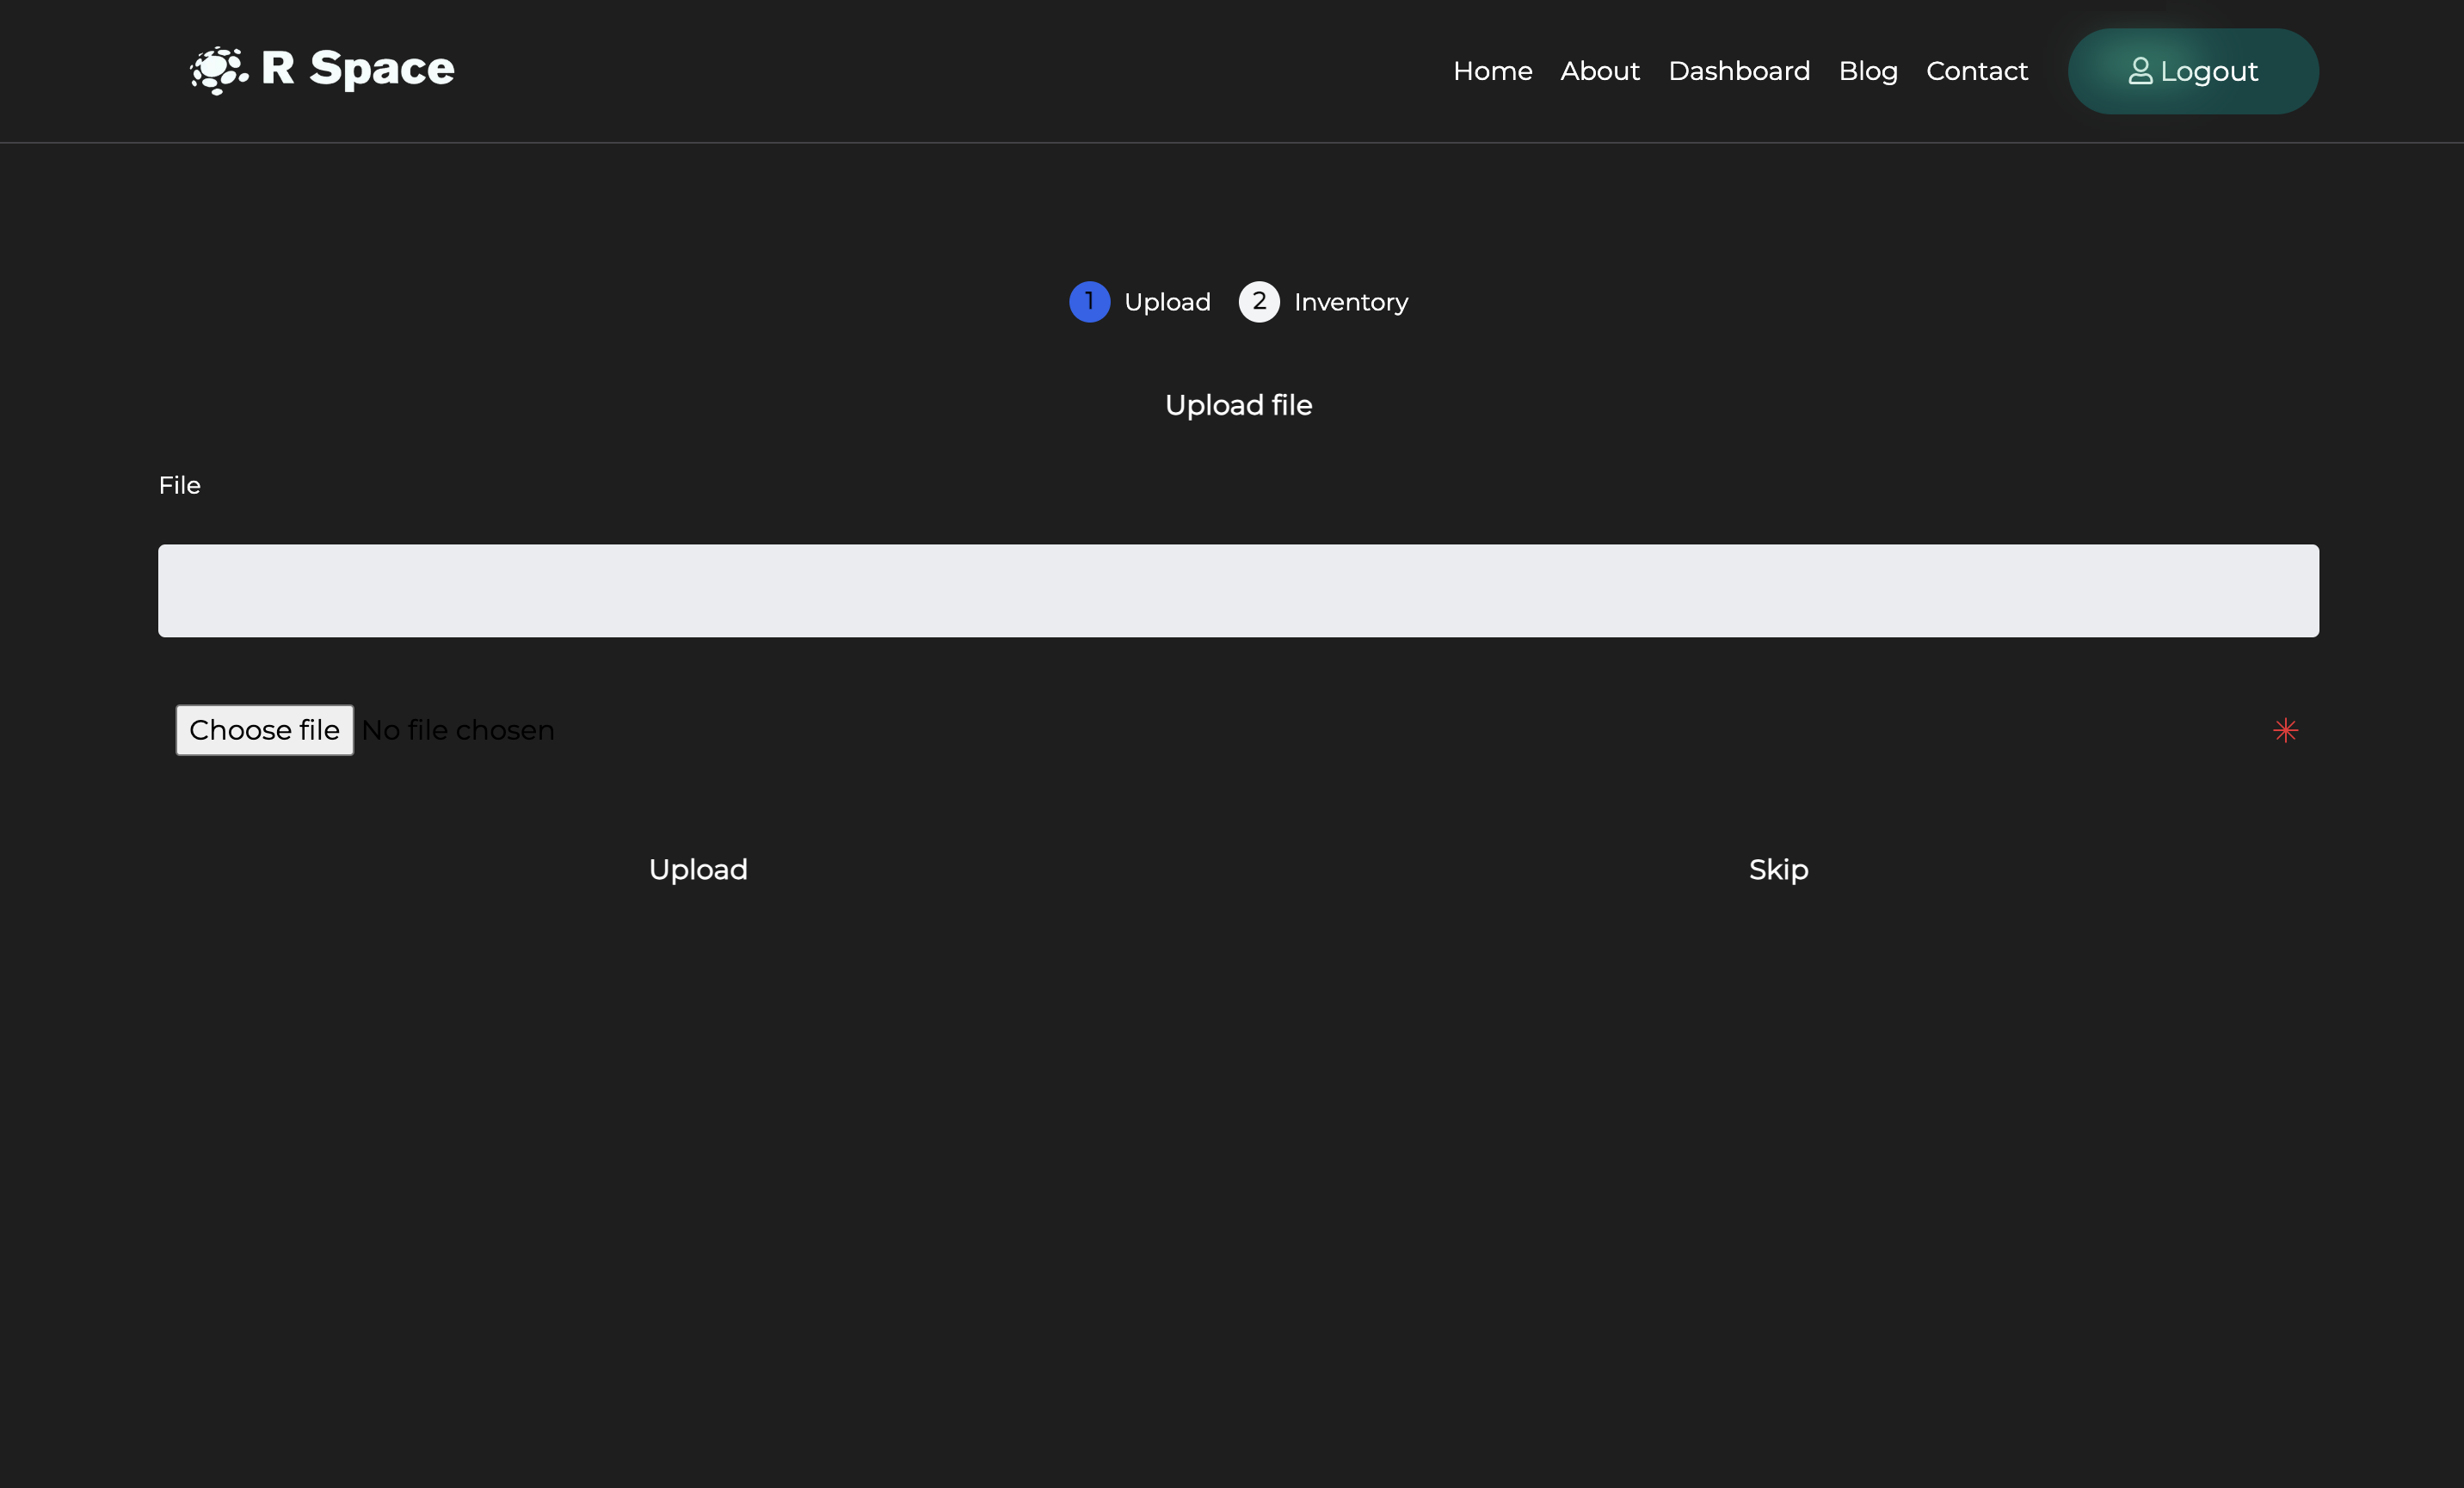 R Space
Home About Dashboard Blog Contact Logout
1 Upload 2 Inventory
Upload file
File
Choose file No file chosen
Upload Skip